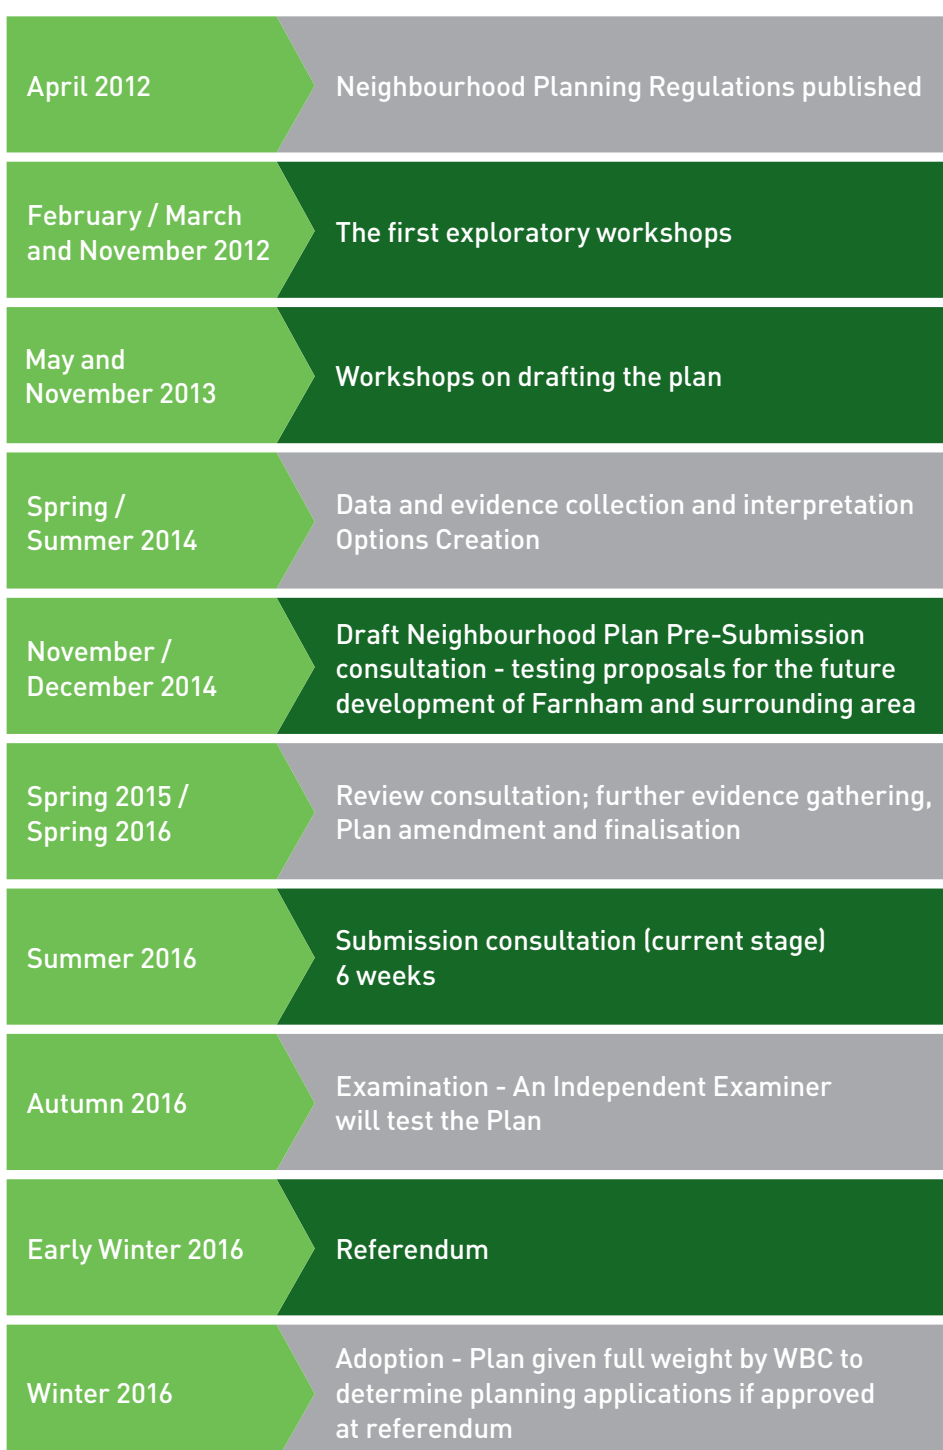 April 2012
Neighbourhood Planning Regulations published
February / March
and November 2012
The first exploratory workshops
May and
November 2013
Workshops on drafting the plan
Spring /
Summer 2014
Data and evidence collection and interpretation
Options Creation
November /
December 2014
Draft Neighbourhood Plan Pre-Submission
consultation - testing proposals for the future
development of Farnham and surrounding area
Spring 2015 /
Spring 2016
Review consultation; further evidence gathering,
Plan amendment and finalisation
Summer 2016
Submission consultation (current stage)
6 weeks
Autumn 2016
Examination - An Independent Examiner
will test the Plan
Early Winter 2016
Referendum
Winter 2016
Adoption - Plan given full weight by WBC to
determine planning applications if approved
at referendum